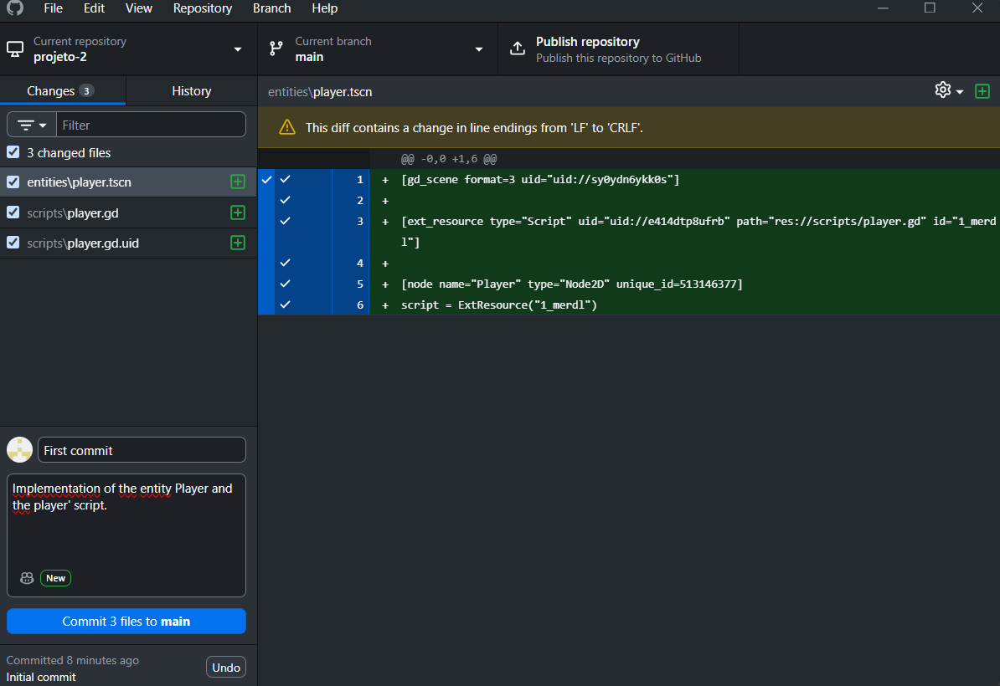 File Edit View Repository Branch Help
Current repository
projeto-2
Current branch
main
Publish repository
Publish this repository to GitHub
Changes 3
History
Filter
3 changed files
entities\player.tscn
scripts\player.gd
scripts\player.gd.uid
First commit
Implementation of the entity Player and
the player' script.
New
Commit 3 files to main
Committed 8 minutes ago
Initial commit
Undo
entities\player.tscn
This diff contains a change in line endings from 'LF' to 'CRLF'.
@@ -0,0 +1,6 @@
1 + [gd_scene format=3 uid="uid://sy0ydn6ykk0s"]
2 +
3 + [ext_resource type="Script" uid="uid://e414dtp8ufrb" path="res://scripts/player.gd" id="1_merd
l"]
4 +
5 + [node name="Player" type="Node2D" unique_id=513146377]
6 + script = ExtResource("1_merdl")